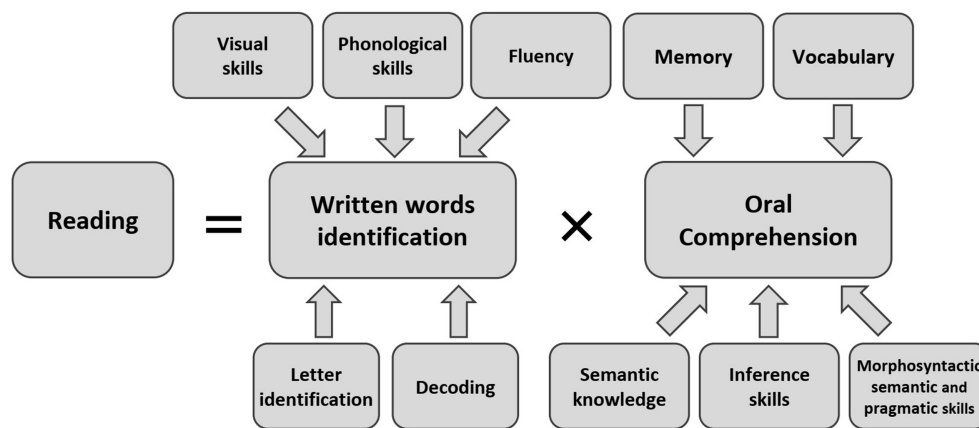 Visual
skills
Phonological
skills
Fluency
Memory
Vocabulary
Reading
=
Written words
identification
×
Oral
Comprehension
Letter
identification
Decoding
Semantic
knowledge
Inference
skills
Morphosyntactic
semantic and
pragmatic skills